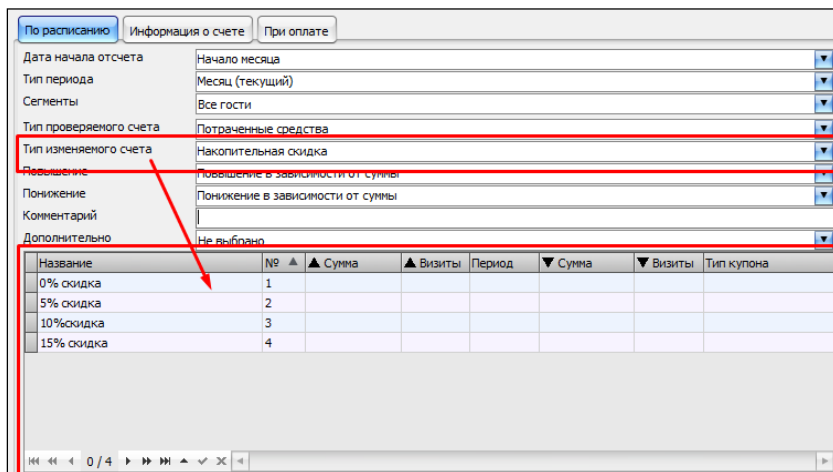 По расписанию Информация о счете При оплате
Дата начала отсчета Начало месяца
Тип периода Месяц (текущий)
Сегменты Все гости
Тип проверяемого счета Потраченные средства
Тип изменяемого счета Накопительная скидка
Повышение Повышение в зависимости от суммы
Понижение Понижение в зависимости от суммы
Комментарий
Дополнительно Не выбрано
Название № ▲ ▲ Сумма ▲ Визиты Период ▼ Сумма ▼ Визиты Тип купона
0% скидка 1
5% скидка 2
10%скидка 3
15% скидка 4
0 / 4